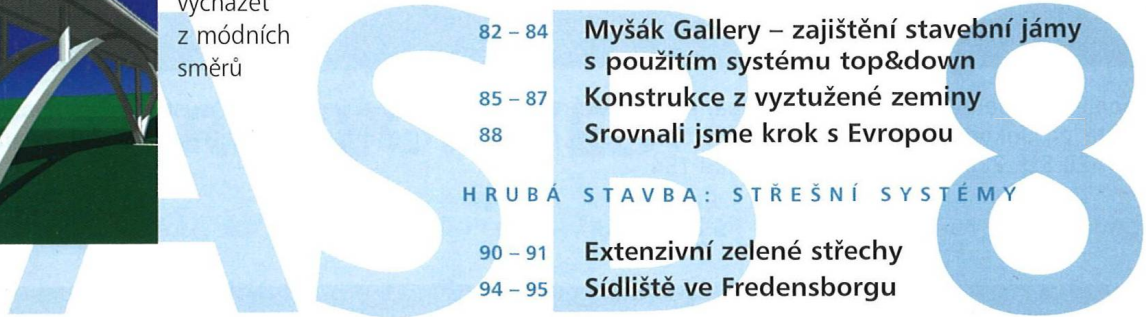 vycházet
z módních
směrů
82 – 84 Myšák Gallery – zajištění stavební jámy
s použitím systému top&down
85 – 87 Konstrukce z vyztužené zeminy
88 Srovnali jsme krok s Evropou
HRUBÁ STAVBA: STŘEŠNÍ SYSTÉMY
90 – 91 Extenzivní zelené střechy
94 – 95 Sídliště ve Fredensborgu
ASB 8